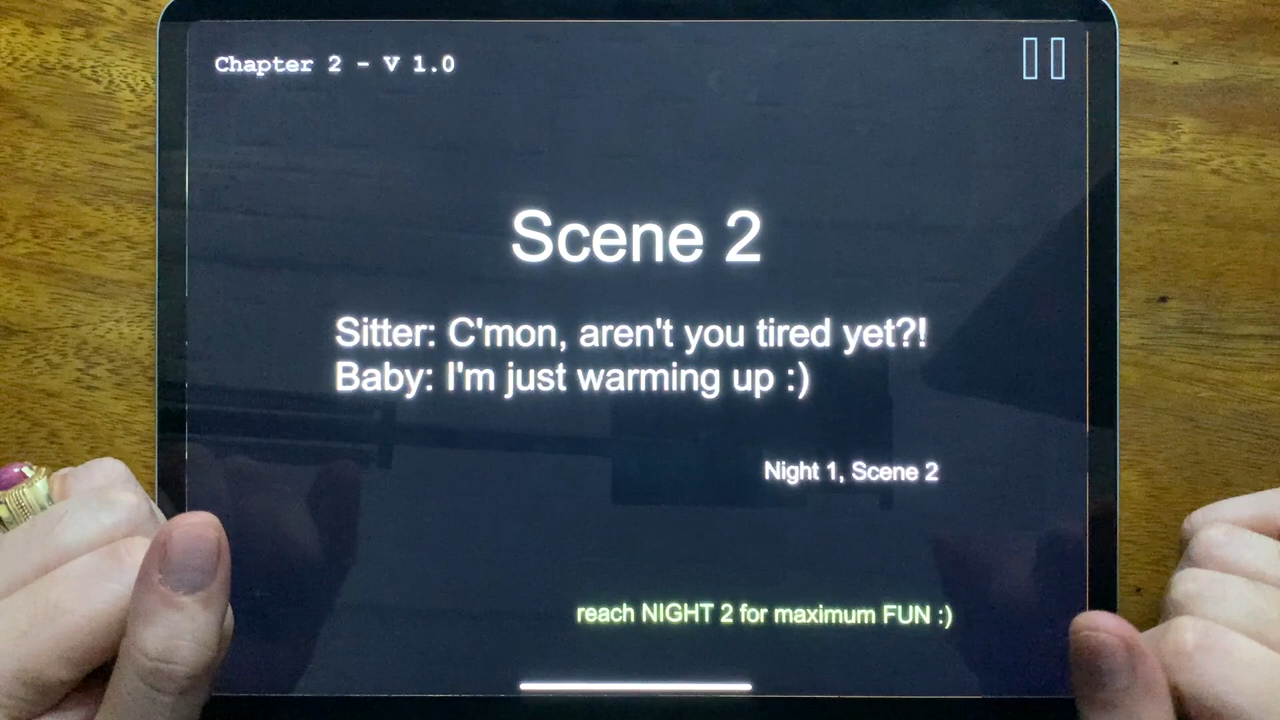 Chapter 2 - V 1.0
Scene 2
Sitter: C'mon, aren't you tired yet?!
Baby: I'm just warming up :)
Night 1, Scene 2
reach NIGHT 2 for maximum FUN :)